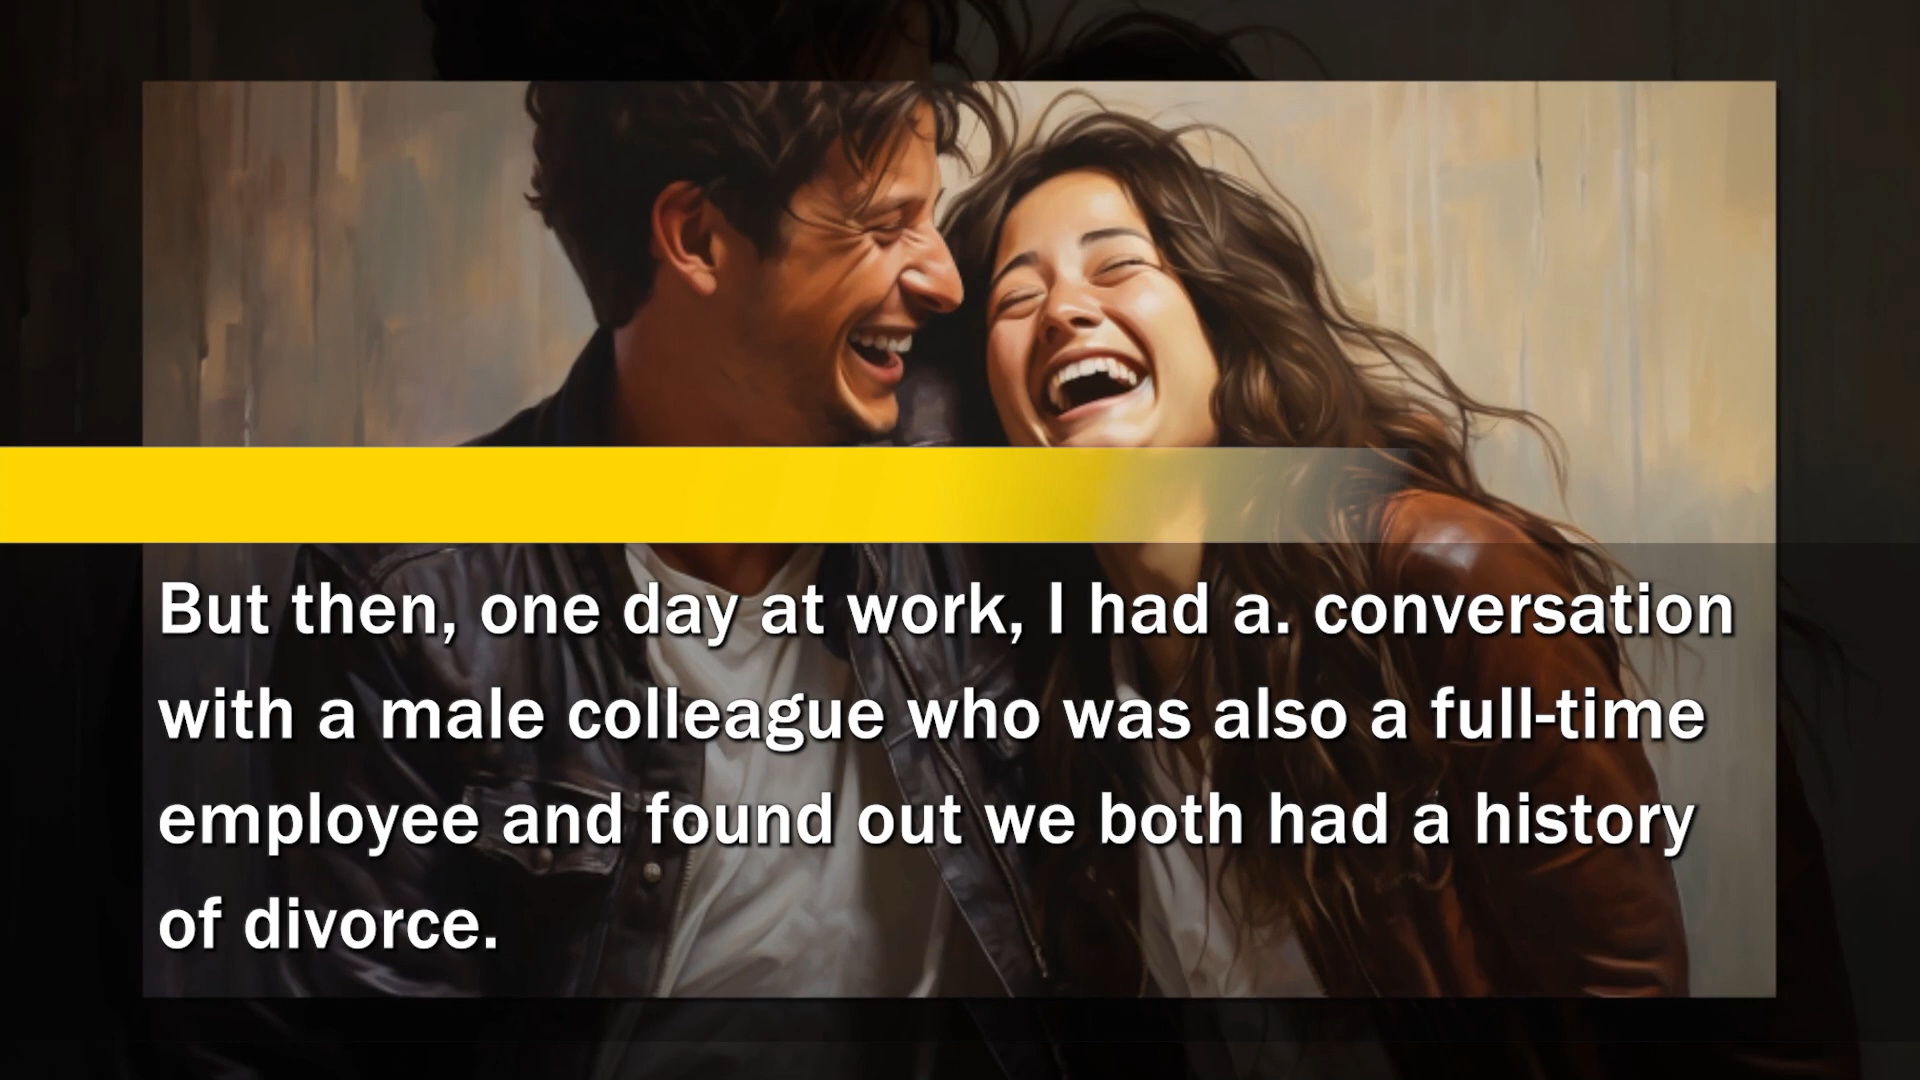 But then, one day at work, I had a. conversation
with a male colleague who was also a full-time
employee and found out we both had a history
of divorce.